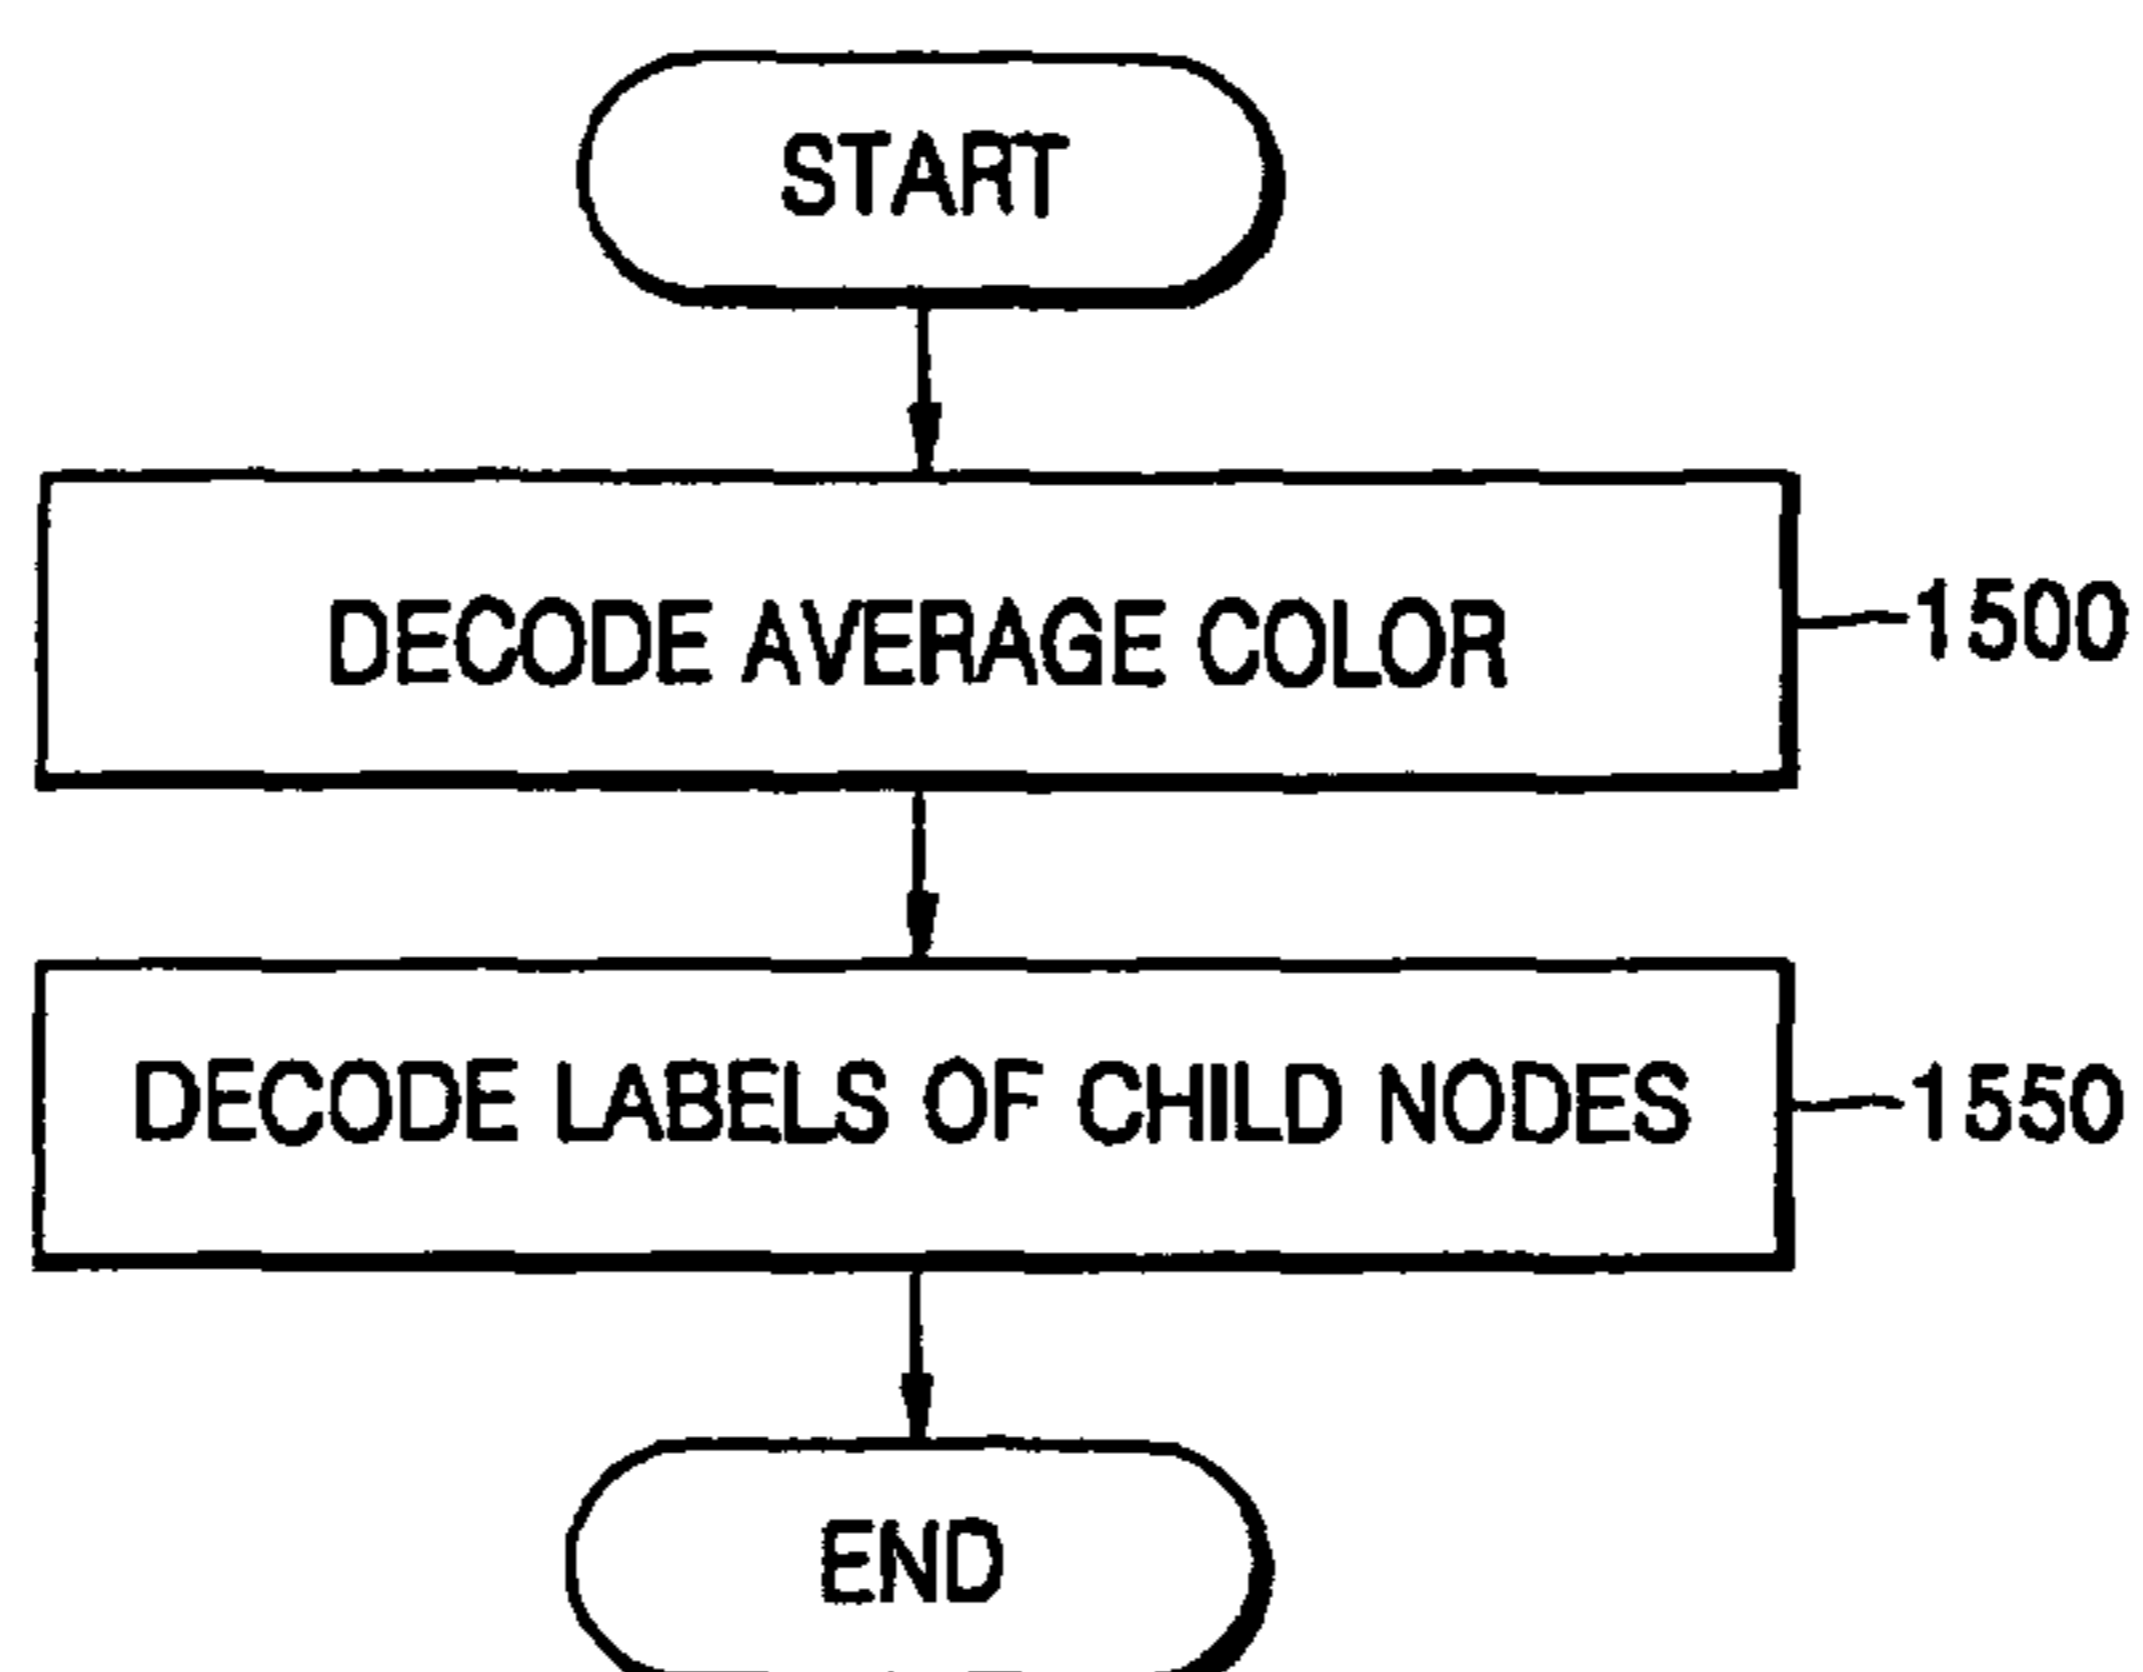 START
DECODE AVERAGE COLOR
1500
DECODE LABELS OF CHILD NODES
1550
END